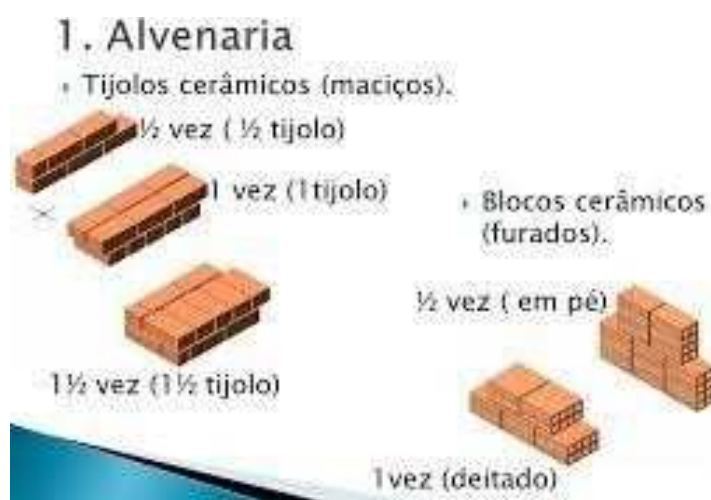 1. Alvenaria
Tijolos cerâmicos (maciços).
½ vez ( ½ tijolo)
1 vez (1tijolo)
1½ vez (1½ tijolo)
Blocos cerâmicos
(furados).
½ vez ( em pé)
1vez (deitado)